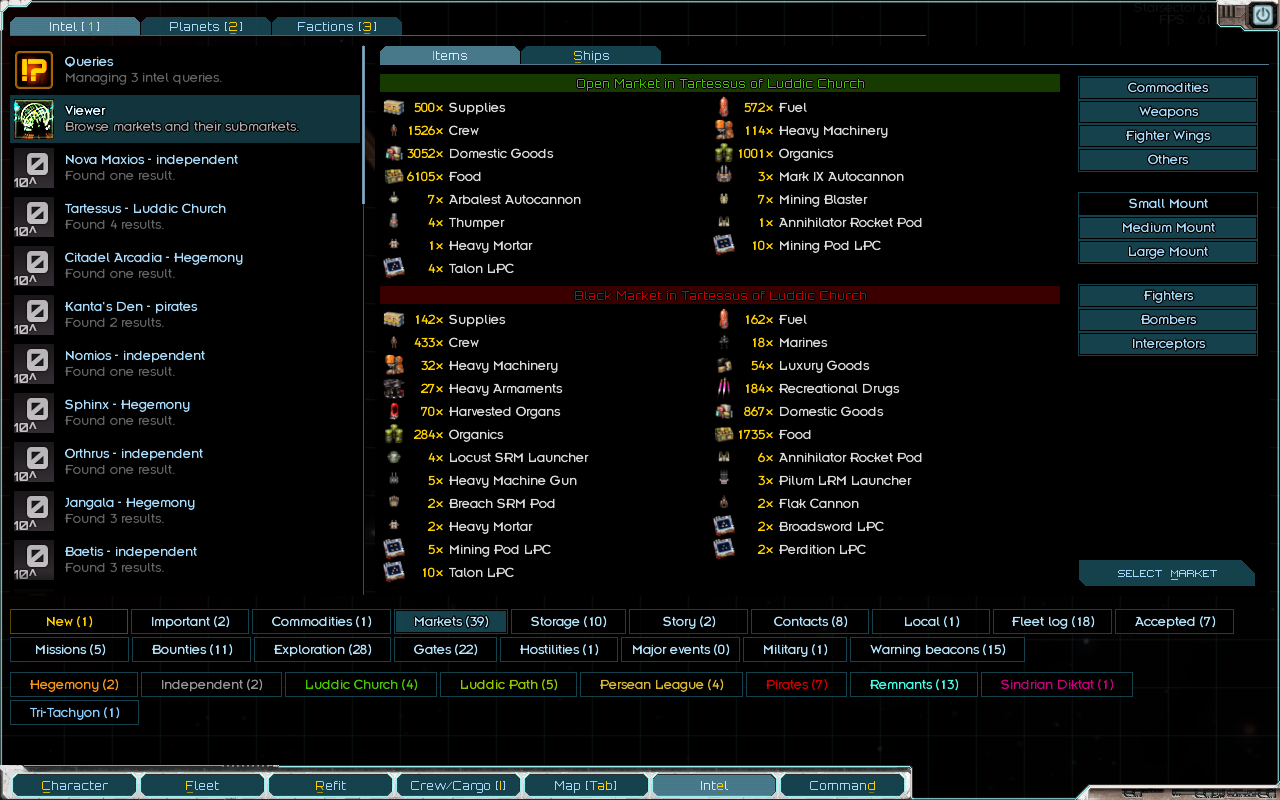 Intel [1] Planets [2] Factions [3]
Items Ships
Queries
Managing 3 intel queries.
Viewer
Browse markets and their submarkets.
Nova Maxios - independent
Found one result.
Tartessus - Luddic Church
Found 4 results.
Citadel Arcadia - Hegemony
Found one result.
Kanta's Den - pirates
Found 2 results.
Nomios - independent
Found one result.
Sphinx - Hegemony
Found one result.
Orthrus - independent
Found one result.
Jangala - Hegemony
Found 3 results.
Baetis - independent
Found 3 results.
Open Market in Tartessus of Luddic Church
500× Supplies 572× Fuel
1526× Crew 114× Heavy Machinery
3052× Domestic Goods 1001× Organics
6105× Food 3× Mark IX Autocannon
7× Arbalest Autocannon 7× Mining Blaster
4× Thumper 1× Annihilator Rocket Pod
1× Heavy Mortar 10× Mining Pod LPC
4× Talon LPC
Black Market in Tartessus of Luddic Church
142× Supplies 162× Fuel
433× Crew 18× Marines
32× Heavy Machinery 54× Luxury Goods
27× Heavy Armaments 184× Recreational Drugs
70× Harvested Organs 867× Domestic Goods
284× Organics 1735× Food
4× Locust SRM Launcher 6× Annihilator Rocket Pod
5× Heavy Machine Gun 3× Pilum LRM Launcher
2× Breach SRM Pod 2× Flak Cannon
2× Heavy Mortar 2× Broadsword LPC
5× Mining Pod LPC 2× Perdition LPC
10× Talon LPC
Commodities
Weapons
Fighter Wings
Others
Small Mount
Medium Mount
Large Mount
Fighters
Bombers
Interceptors
SELECT MARKET
New (1) Important (2) Commodities (1) Markets (39) Storage (10) Story (2) Contacts (8) Local (1) Fleet log (18) Accepted (7)
Missions (5) Bounties (11) Exploration (28) Gates (22) Hostilities (1) Major events (0) Military (1) Warning beacons (15)
Hegemony (2) Independent (2) Luddic Church (4) Luddic Path (5) Persean League (4) Pirates (7) Remnants (13) Sindrian Diktat (1)
Tri-Tachyon (1)
Character Fleet Refit Crew/Cargo [I] Map [Tab] Intel Command